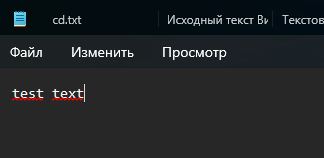 cd.txt Исходный текст Ви Текстов
Файл Изменить Просмотр
test text